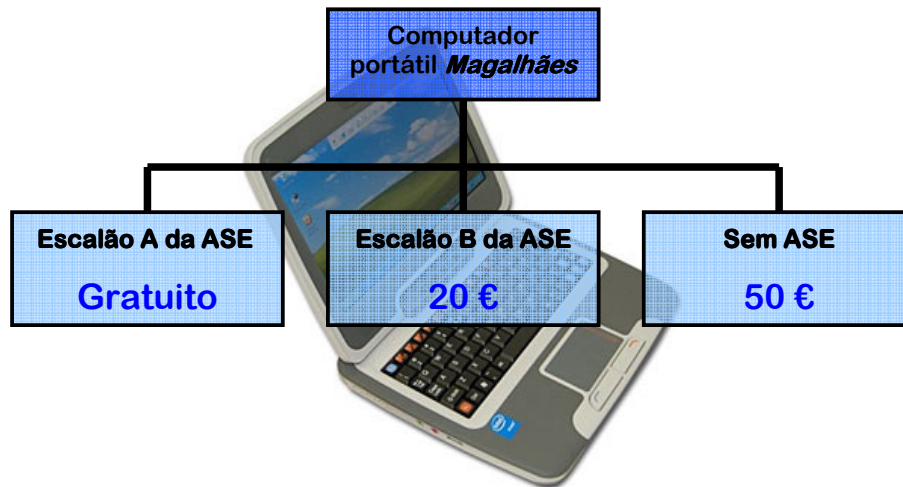 Computador
portátil Magalhães
Escalão A da ASE
Gratuito
Escalão B da ASE
20 €
Sem ASE
50 €